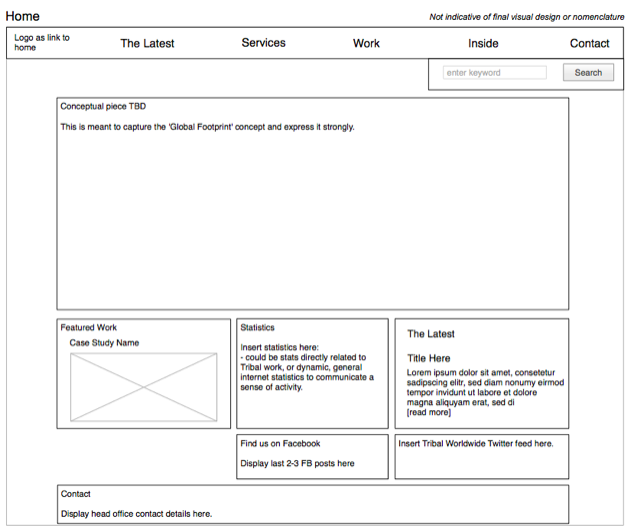 Home
Not indicative of final visual design or nomenclature
Logo as link to
home
The Latest
Services
Work
Inside
Contact
enter keyword
Search
Conceptual piece TBD
This is meant to capture the 'Global Footprint' concept and express it strongly.
Featured Work
Case Study Name
Statistics
Insert statistics here:
- could be stats directly related to
Tribal work, or dynamic, general
internet statistics to communicate a
sense of activity.
The Latest
Title Here
Lorem ipsum dolor sit amet, consetetur
sadipscing elitr, sed diam nonumy eirmod
tempor invidunt ut labore et dolore
magna aliquyam erat, sed di
[read more]
Find us on Facebook
Display last 2-3 FB posts here
Insert Tribal Worldwide Twitter feed here.
Contact
Display head office contact details here.